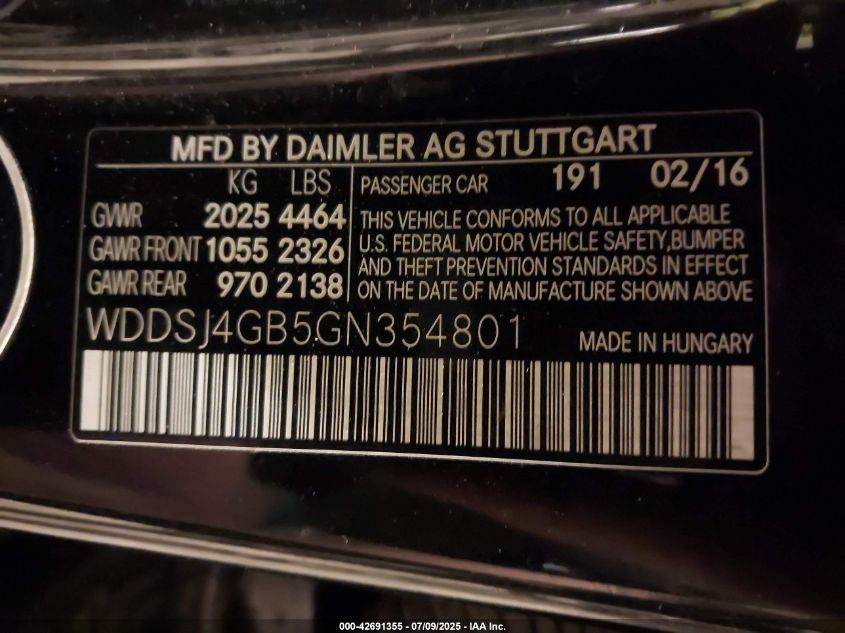 MFD BY DAIMLER AG STUTTGART
KG LBS
GVWR 2025 4464
GAWR FRONT 1055 2326
GAWR REAR 970 2138
PASSENGER CAR 191 02/16
THIS VEHICLE CONFORMS TO ALL APPLICABLE
U.S. FEDERAL MOTOR VEHICLE SAFETY,BUMPER
AND THEFT PREVENTION STANDARDS IN EFFECT
ON THE DATE OF MANUFACTURE SHOWN ABOVE
WDDSJ4GB5GN354801 MADE IN HUNGARY
000-42691355 - 07/09/2025 - IAA Inc.